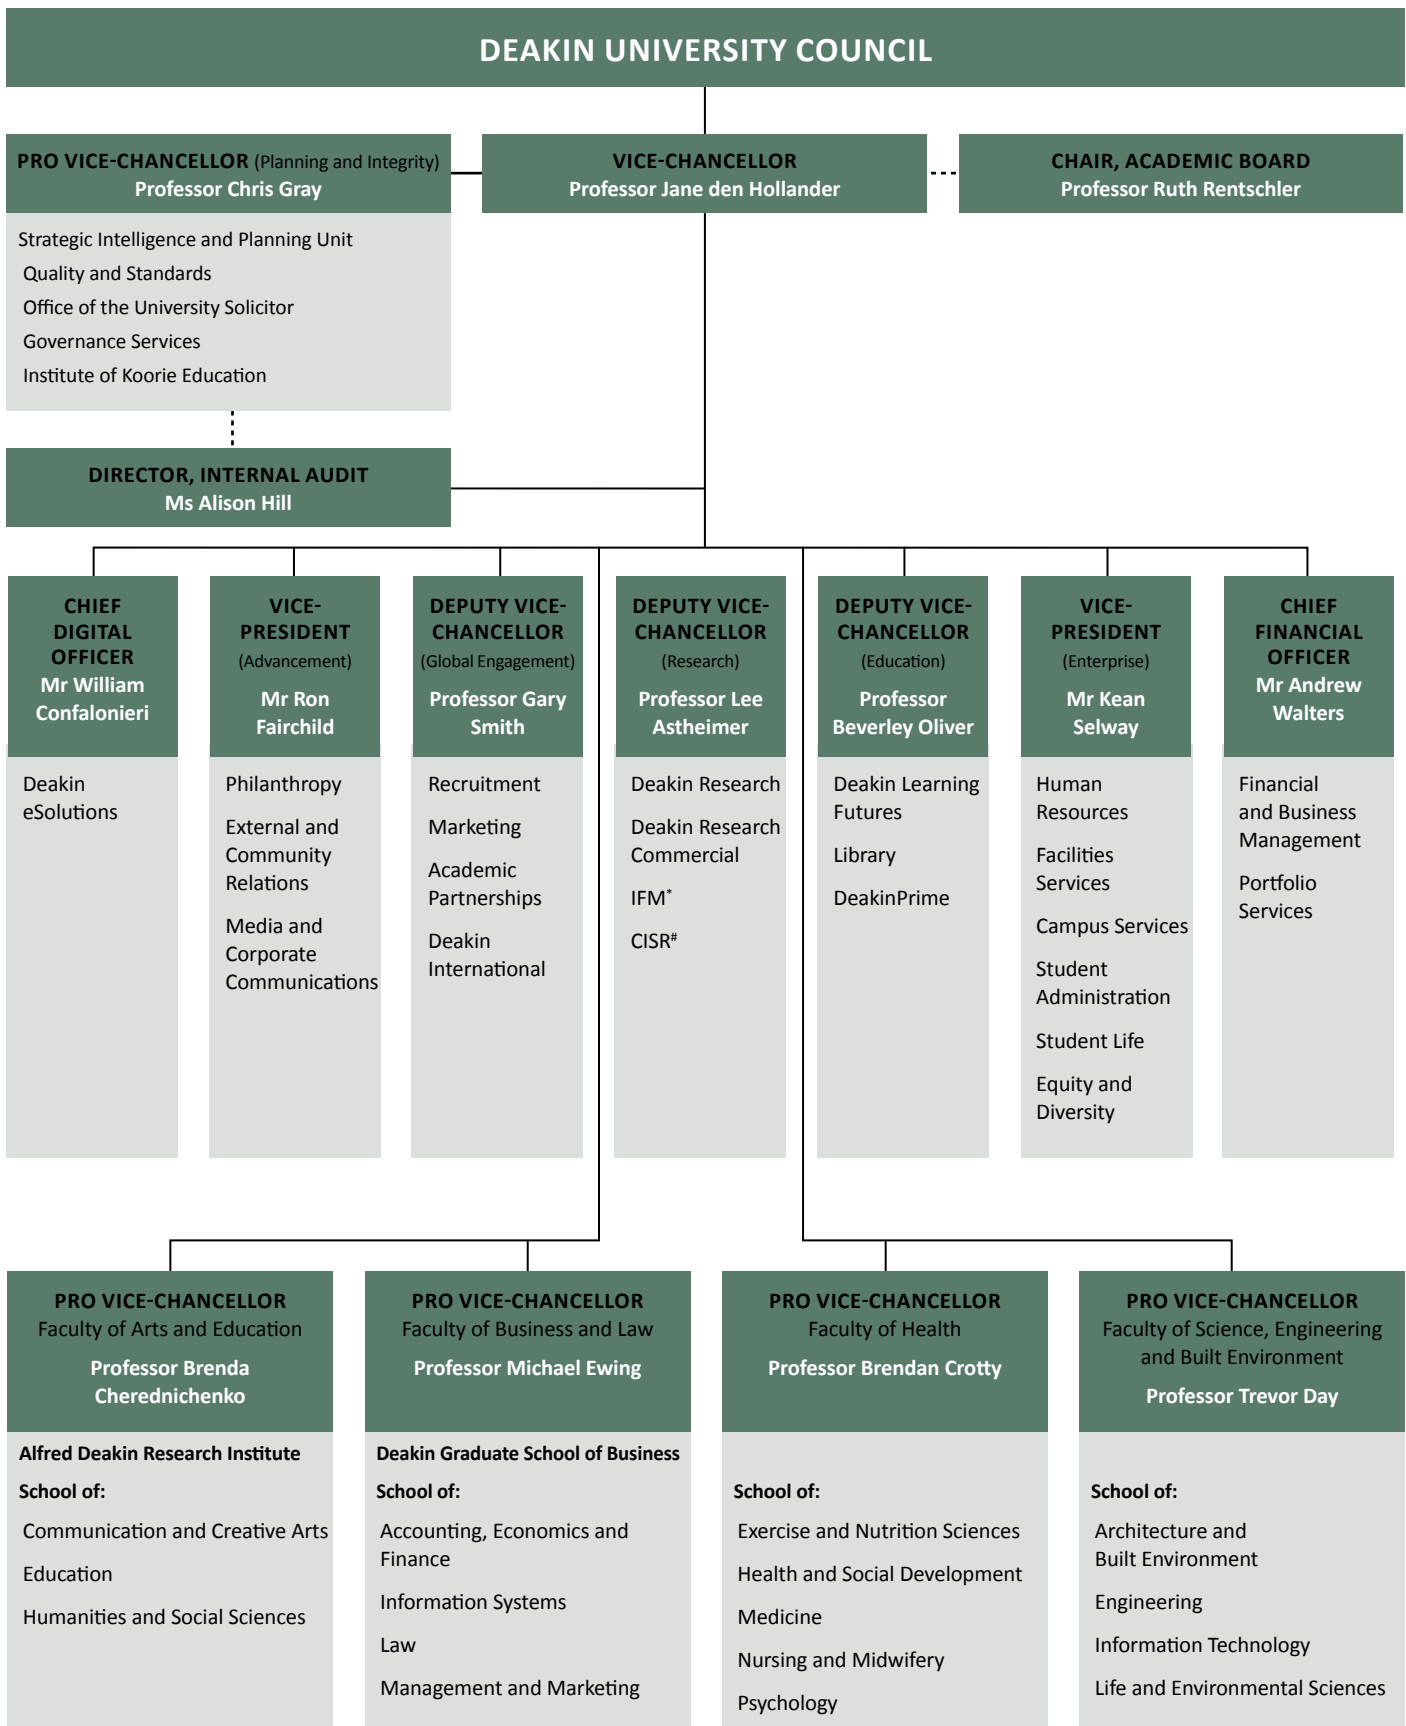 DEAKIN UNIVERSITY COUNCIL
PRO VICE-CHANCELLOR (Planning and Integrity)
Professor Chris Gray
VICE-CHANCELLOR
Professor Jane den Hollander
CHAIR, ACADEMIC BOARD
Professor Ruth Rentschler
Strategic Intelligence and Planning Unit
Quality and Standards
Office of the University Solicitor
Governance Services
Institute of Koorie Education
DIRECTOR, INTERNAL AUDIT
Ms Alison Hill
CHIEF
DIGITAL
OFFICER
Mr William
Confalonieri
Deakin
eSolutions
VICE-
PRESIDENT
(Advancement)
Mr Ron
Fairchild
Philanthropy
External and
Community
Relations
Media and
Corporate
Communications
DEPUTY VICE-
CHANCELLOR
(Global Engagement)
Professor Gary
Smith
Recruitment
Marketing
Academic
Partnerships
Deakin
International
DEPUTY VICE-
CHANCELLOR
(Research)
Professor Lee
Astheimer
Deakin Research
Deakin Research
Commercial
IFM*
CISR#
DEPUTY VICE-
CHANCELLOR
(Education)
Professor
Beverley Oliver
Deakin Learning
Futures
Library
DeakinPrime
VICE-
PRESIDENT
(Enterprise)
Mr Kean
Selway
Human
Resources
Facilities
Services
Campus Services
Student
Administration
Student Life
Equity and
Diversity
CHIEF
FINANCIAL
OFFICER
Mr Andrew
Walters
Financial
and Business
Management
Portfolio
Services
PRO VICE-CHANCELLOR
Faculty of Arts and Education
Professor Brenda
Cherednichenko
Alfred Deakin Research Institute
School of:
Communication and Creative Arts
Education
Humanities and Social Sciences
PRO VICE-CHANCELLOR
Faculty of Business and Law
Professor Michael Ewing
Deakin Graduate School of Business
School of:
Accounting, Economics and
Finance
Information Systems
Law
Management and Marketing
PRO VICE-CHANCELLOR
Faculty of Health
Professor Brendan Crotty
School of:
Exercise and Nutrition Sciences
Health and Social Development
Medicine
Nursing and Midwifery
Psychology
PRO VICE-CHANCELLOR
Faculty of Science, Engineering
and Built Environment
Professor Trevor Day
School of:
Architecture and
Built Environment
Engineering
Information Technology
Life and Environmental Sciences